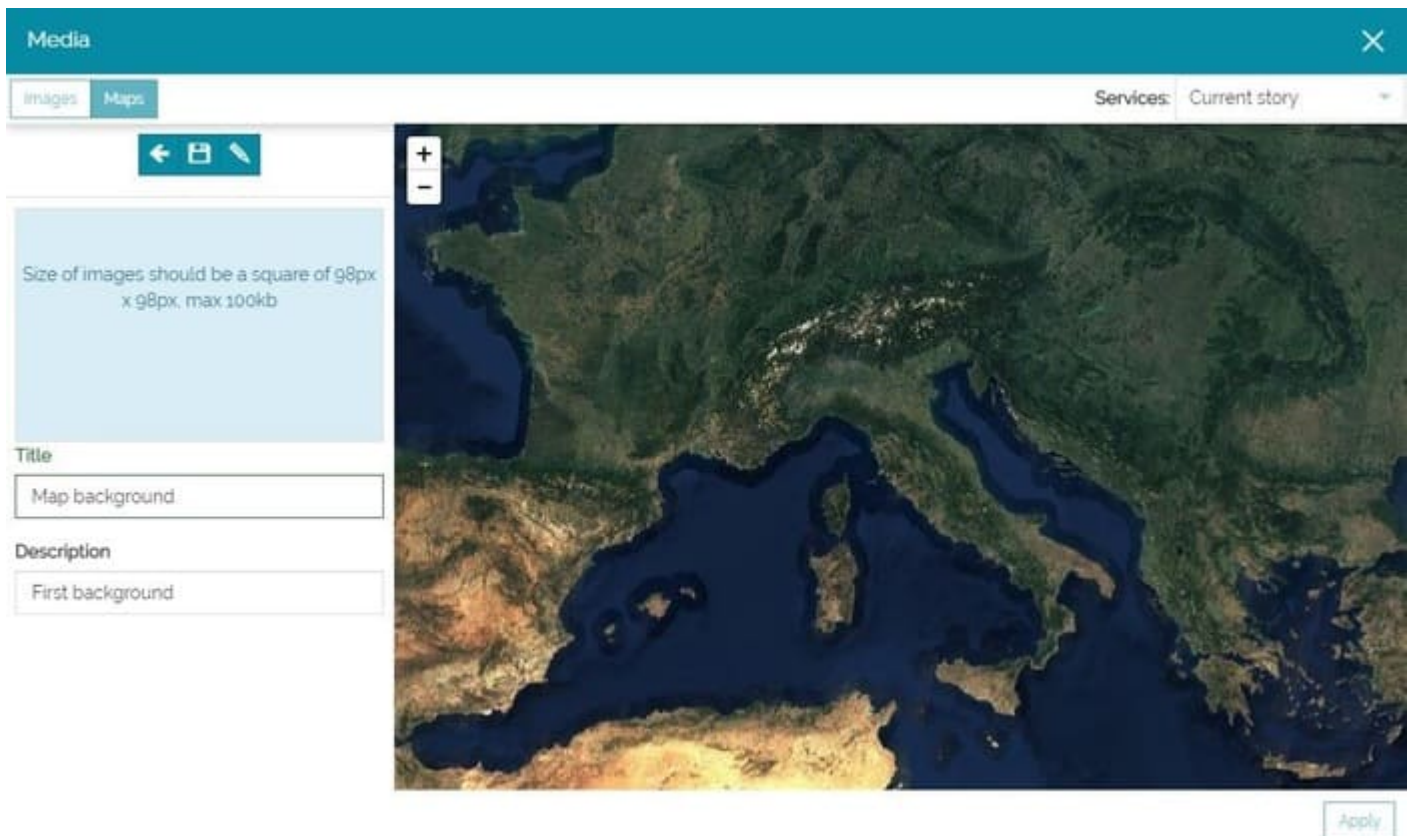 Media
Images Maps
Services: Current story
+
-
Size of images should be a square of 98px
x 98px, max 100kb
Title
Map background
Description
First background
Apply